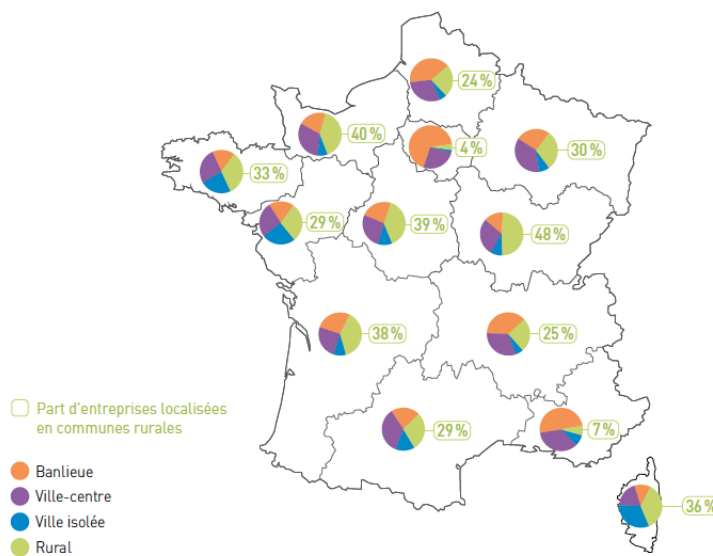 24 %
40 %
4 %
30 %
33 %
29 %
39 %
48 %
38 %
25 %
29 %
7 %
36 %
Part d'entreprises localisées
en communes rurales
Banlieue
Ville-centre
Ville isolée
Rural